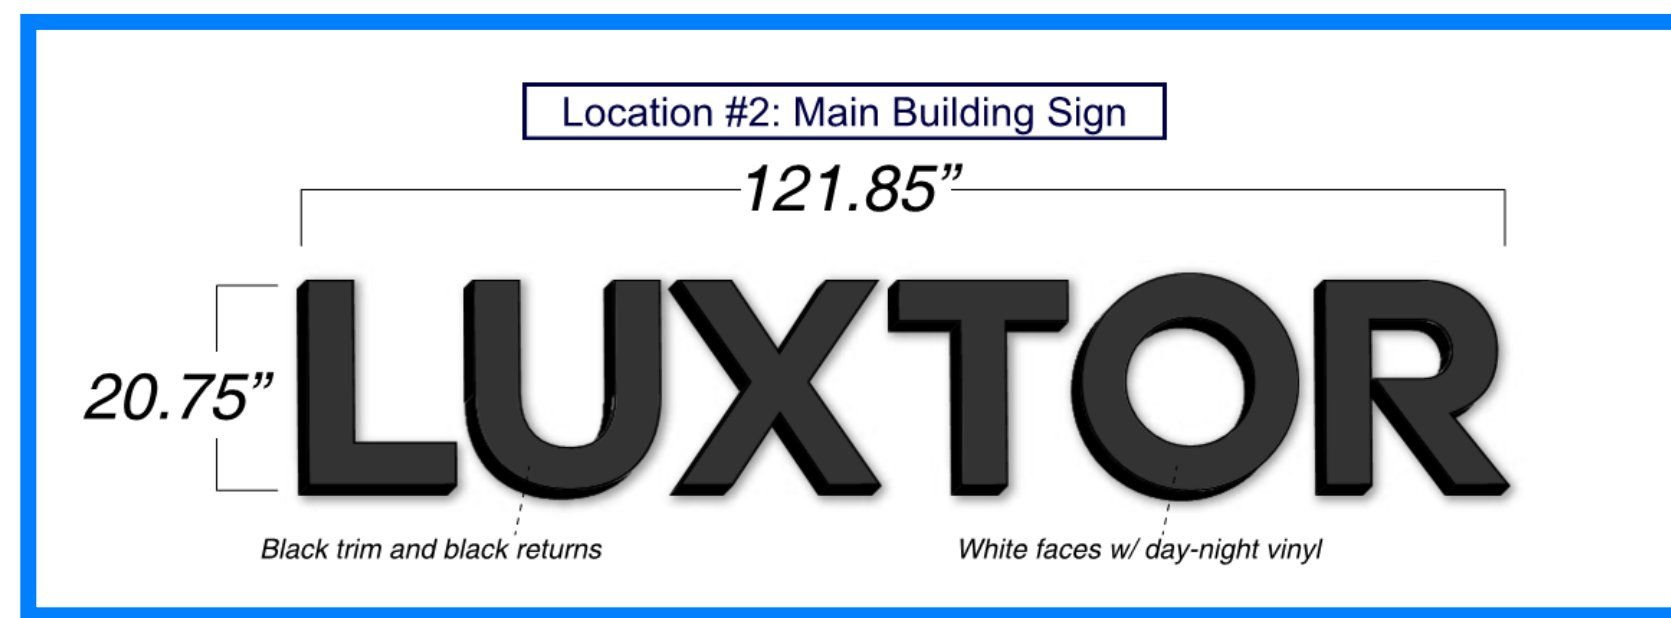 Location #2: Main Building Sign
121.85”
LUXTOR
20.75”
Black trim and black returns
White faces w/ day-night vinyl